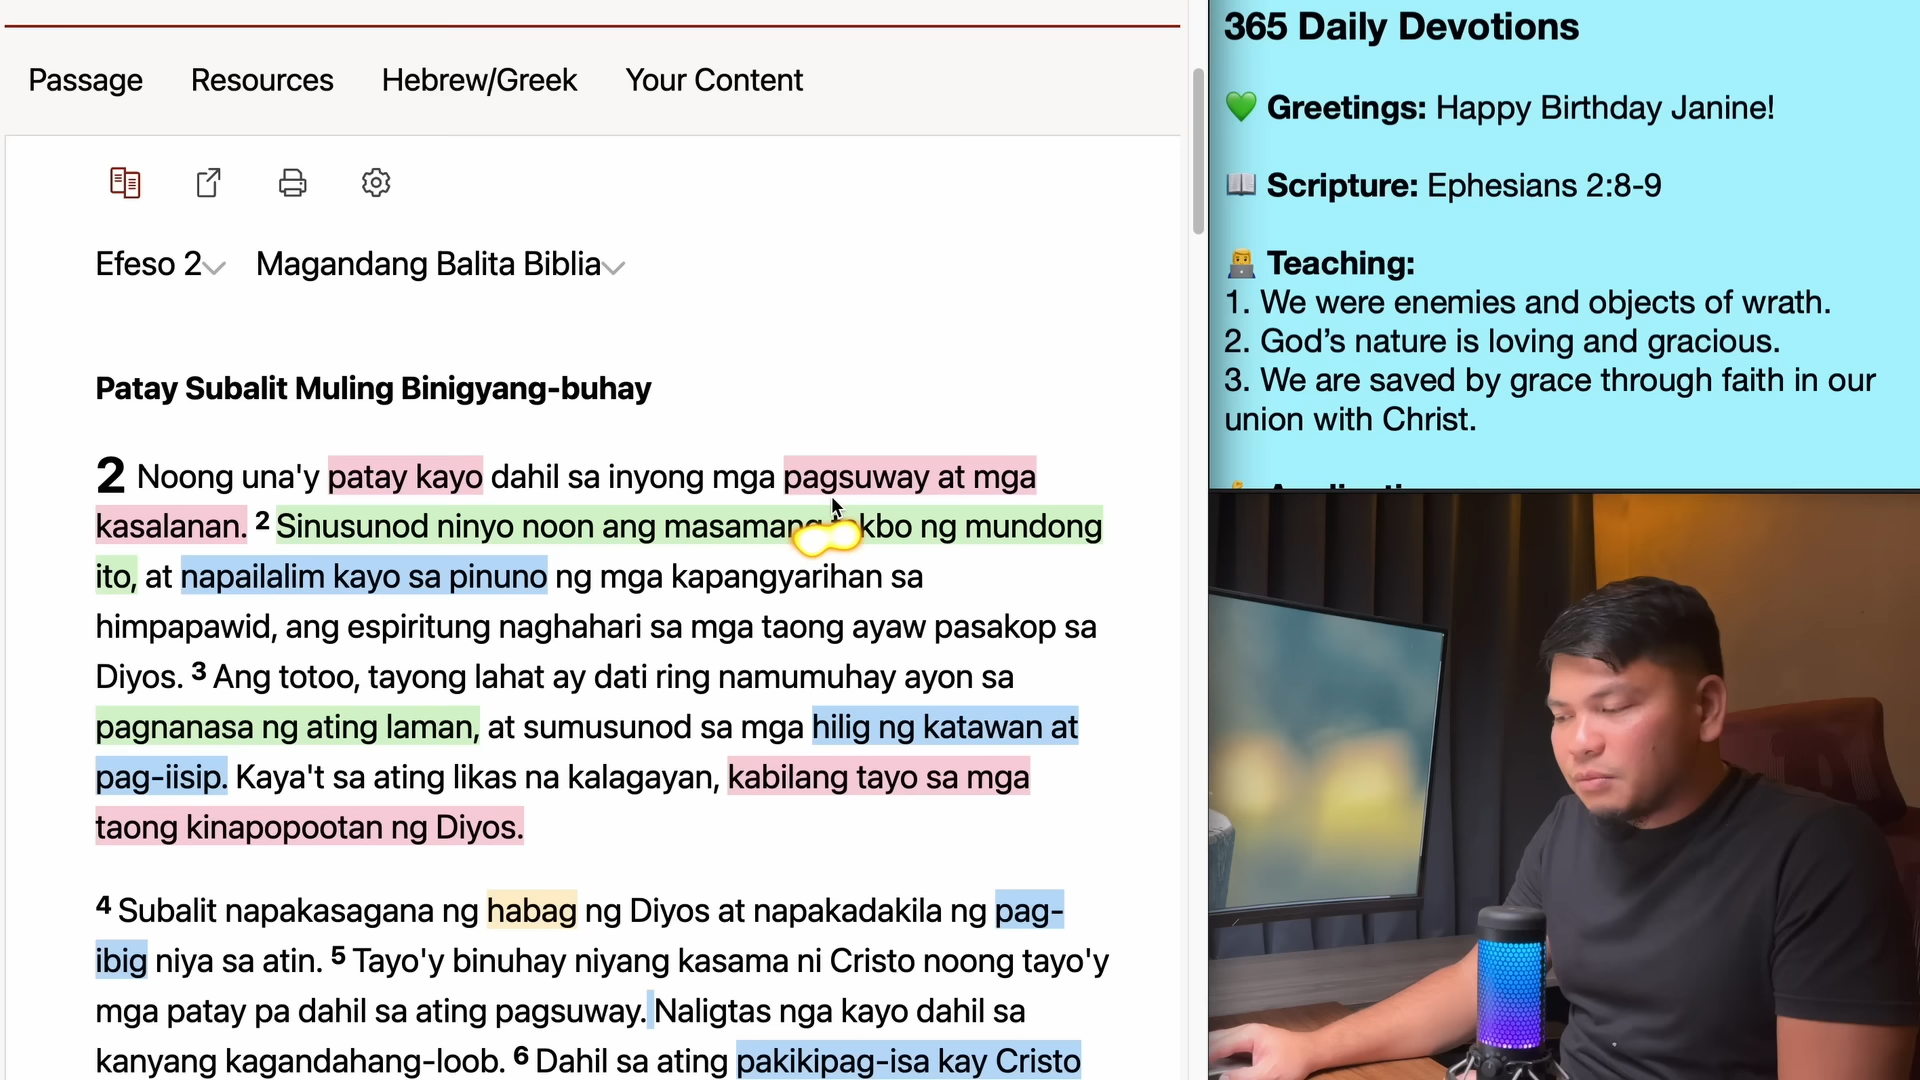 Passage Resources Hebrew/Greek Your Content
Efeso 2 Magandang Balita Biblia
Patay Subalit Muling Binigyang-buhay
2 Noong una'y patay kayo dahil sa inyong mga pagsuway at mga
kasalanan. 2 Sinusunod ninyo noon ang masamang kbo ng mundong
ito, at napailalim kayo sa pinuno ng mga kapangyarihan sa
himpapawid, ang espiritung naghahari sa mga taong ayaw pasakop sa
Diyos. 3 Ang totoo, tayong lahat ay dati ring namumuhay ayon sa
pagnanasa ng ating laman, at sumusunod sa mga hilig ng katawan at
pag-iisip. Kaya't sa ating likas na kalagayan, kabilang tayo sa mga
taong kinapopootan ng Diyos.
4 Subalit napakasagana ng habag ng Diyos at napakadakila ng pag-
ibig niya sa atin. 5 Tayo'y binuhay niyang kasama ni Cristo noong tayo'y
mga patay pa dahil sa ating pagsuway. Naligtas nga kayo dahil sa
kanyang kagandahang-loob. 6 Dahil sa ating pakikipag-isa kay Cristo
365 Daily Devotions
💚 Greetings: Happy Birthday Janine!
📖 Scripture: Ephesians 2:8-9
👨‍💻 Teaching:
1. We were enemies and objects of wrath.
2. God’s nature is loving and gracious.
3. We are saved by grace through faith in our
union with Christ.